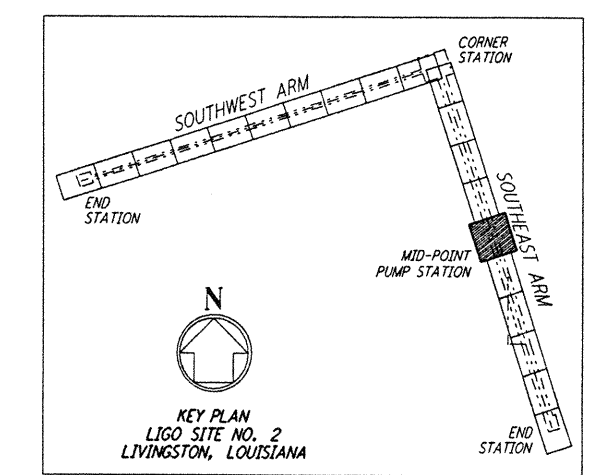 CORNER
STATION
SOUTHWEST ARM
END
STATION
SOUTHEAST ARM
MID-POINT
PUMP STATION
N
KEY PLAN
LIGO SITE NO. 2
LIVINGSTON, LOUISIANA
END
STATION